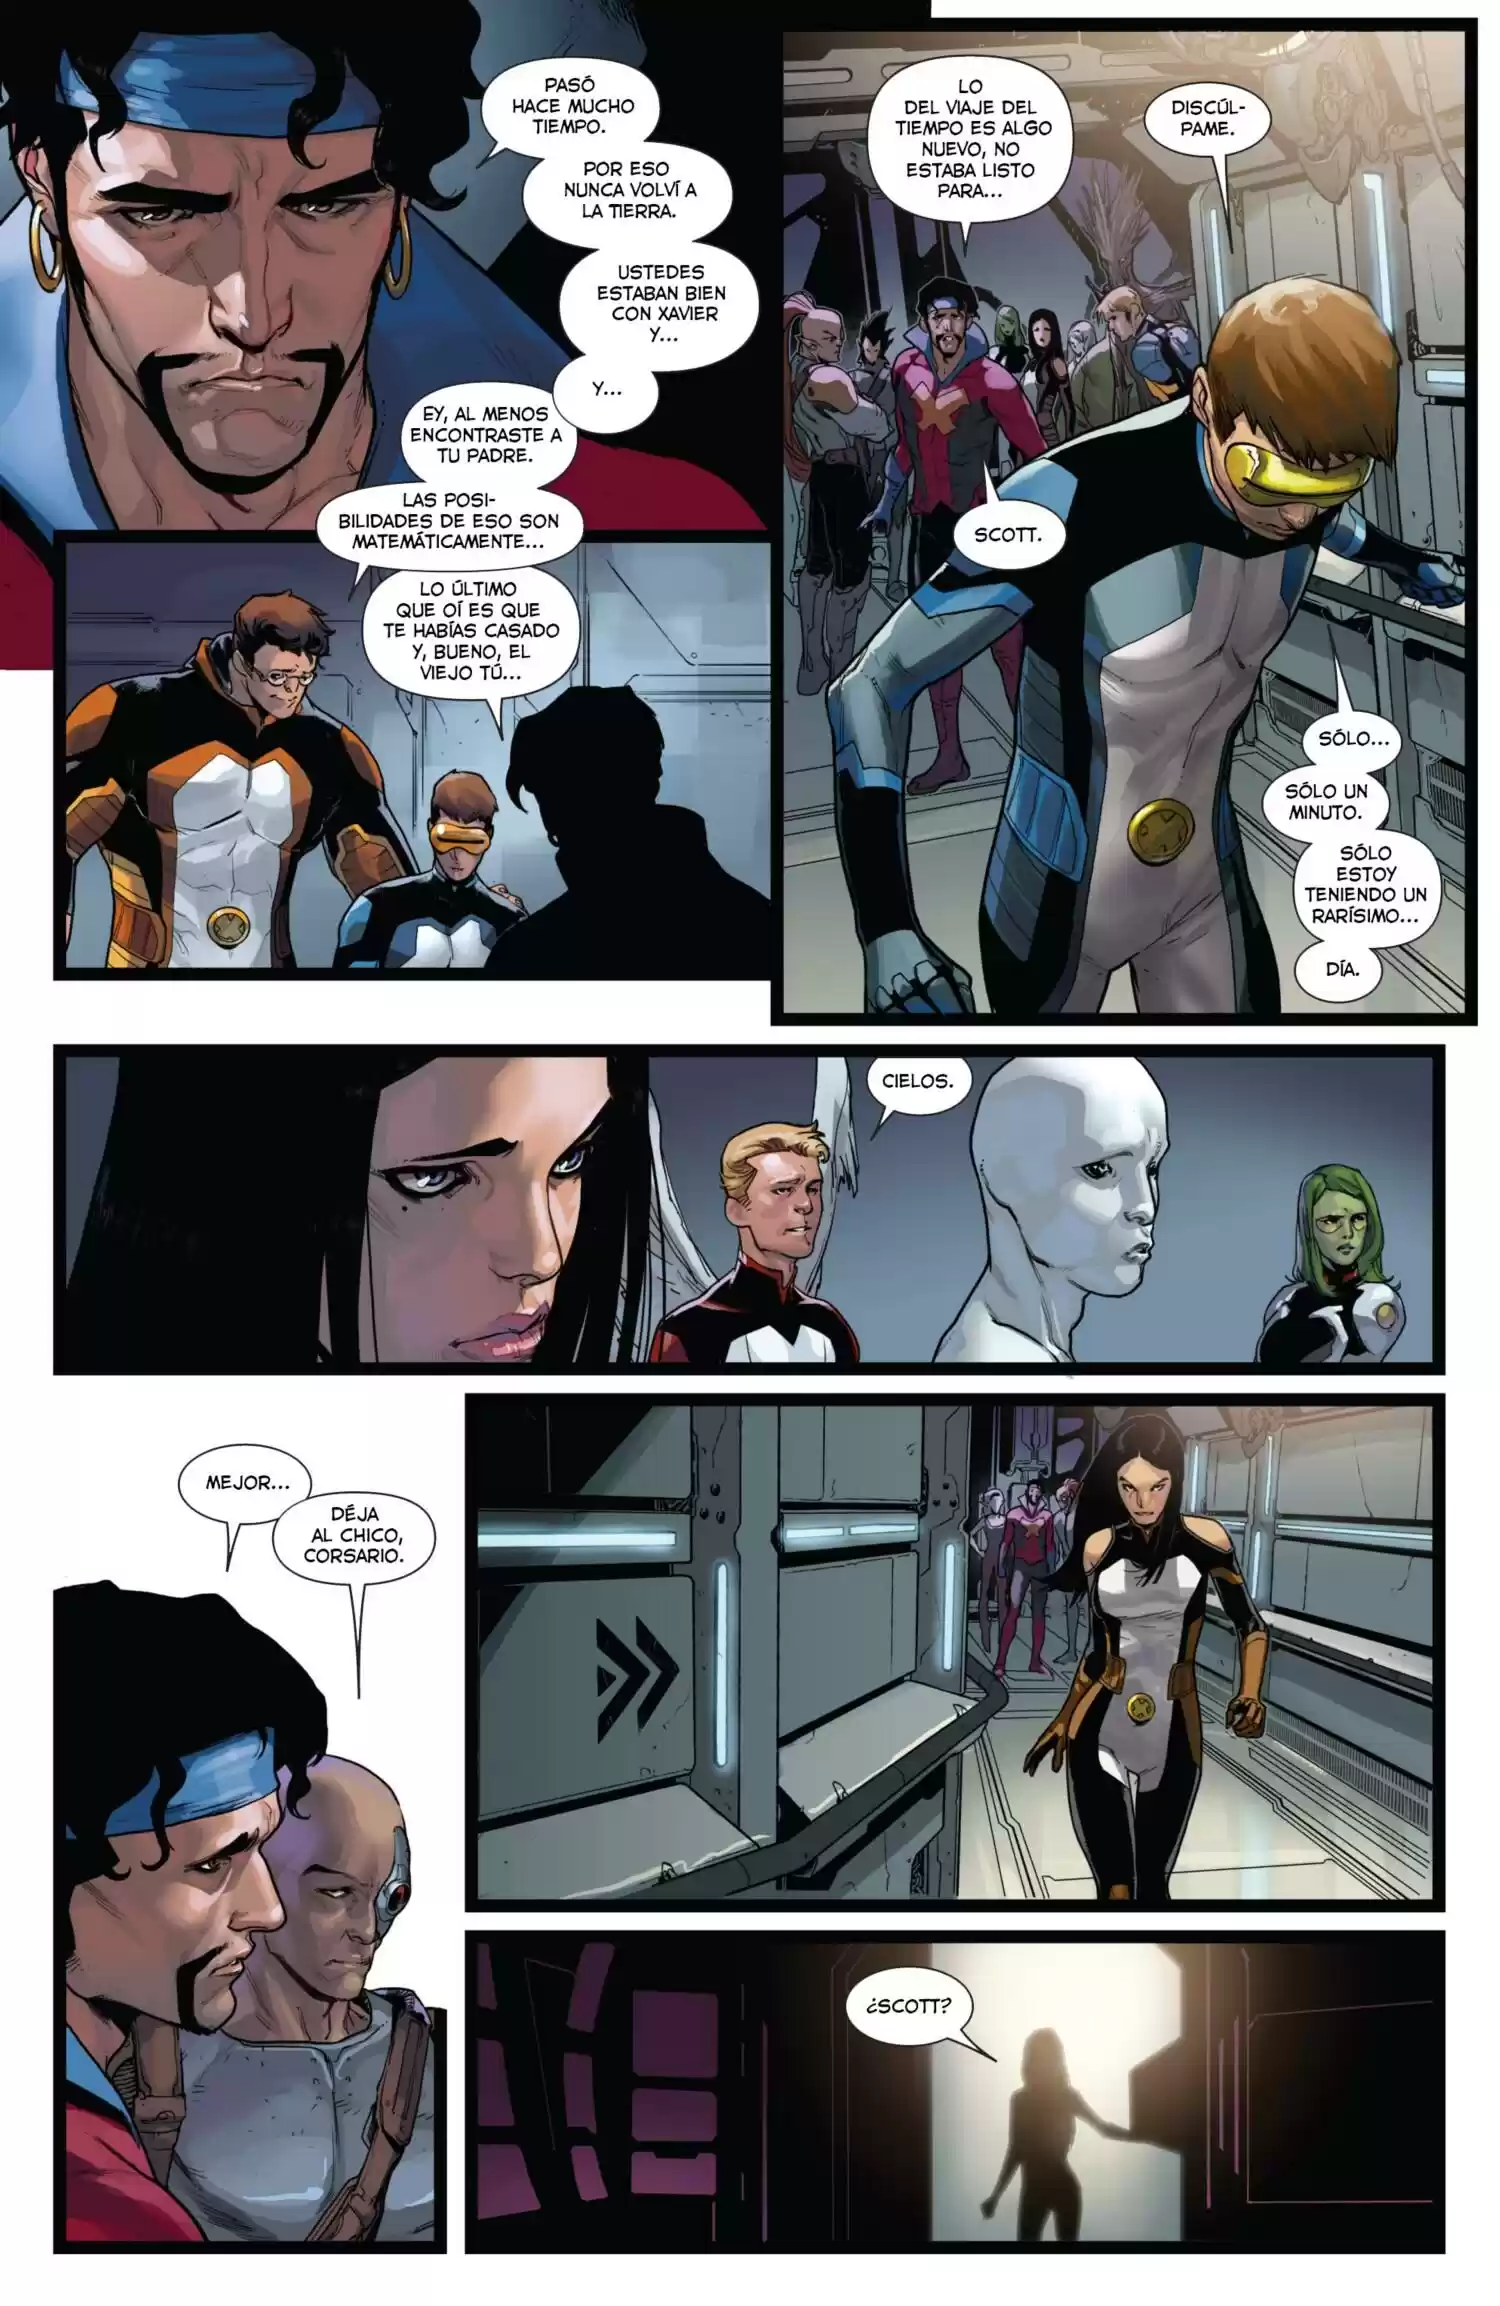 PASÓ
HACE MUCHO
TIEMPO.
POR ESO
NUNCA VOLVÍ A
LA TIERRA.
USTEDES
ESTABAN BIEN
CON XAVIER
Y...
Y...
EY, AL MENOS
ENCONTRASTE A
TU PADRE.
LAS POSI-
BILIDADES DE ESO SON
MATEMÁTICAMENTE...
LO ÚLTIMO
QUE OÍ ES QUE
TE HABÍAS CASADO
Y, BUENO, EL
VIEJO TÚ...
LO
DEL VIAJE DEL
TIEMPO ES ALGO
NUEVO, NO
ESTABA LISTO
PARA...
DISCÚL-
PAME.
SCOTT.
SÓLO...
SÓLO UN
MINUTO.
SÓLO
ESTOY
TENIENDO UN
RARÍSIMO...
DÍA.
CIELOS.
MEJOR...
DÉJA
AL CHICO,
CORSARIO.
¿SCOTT?